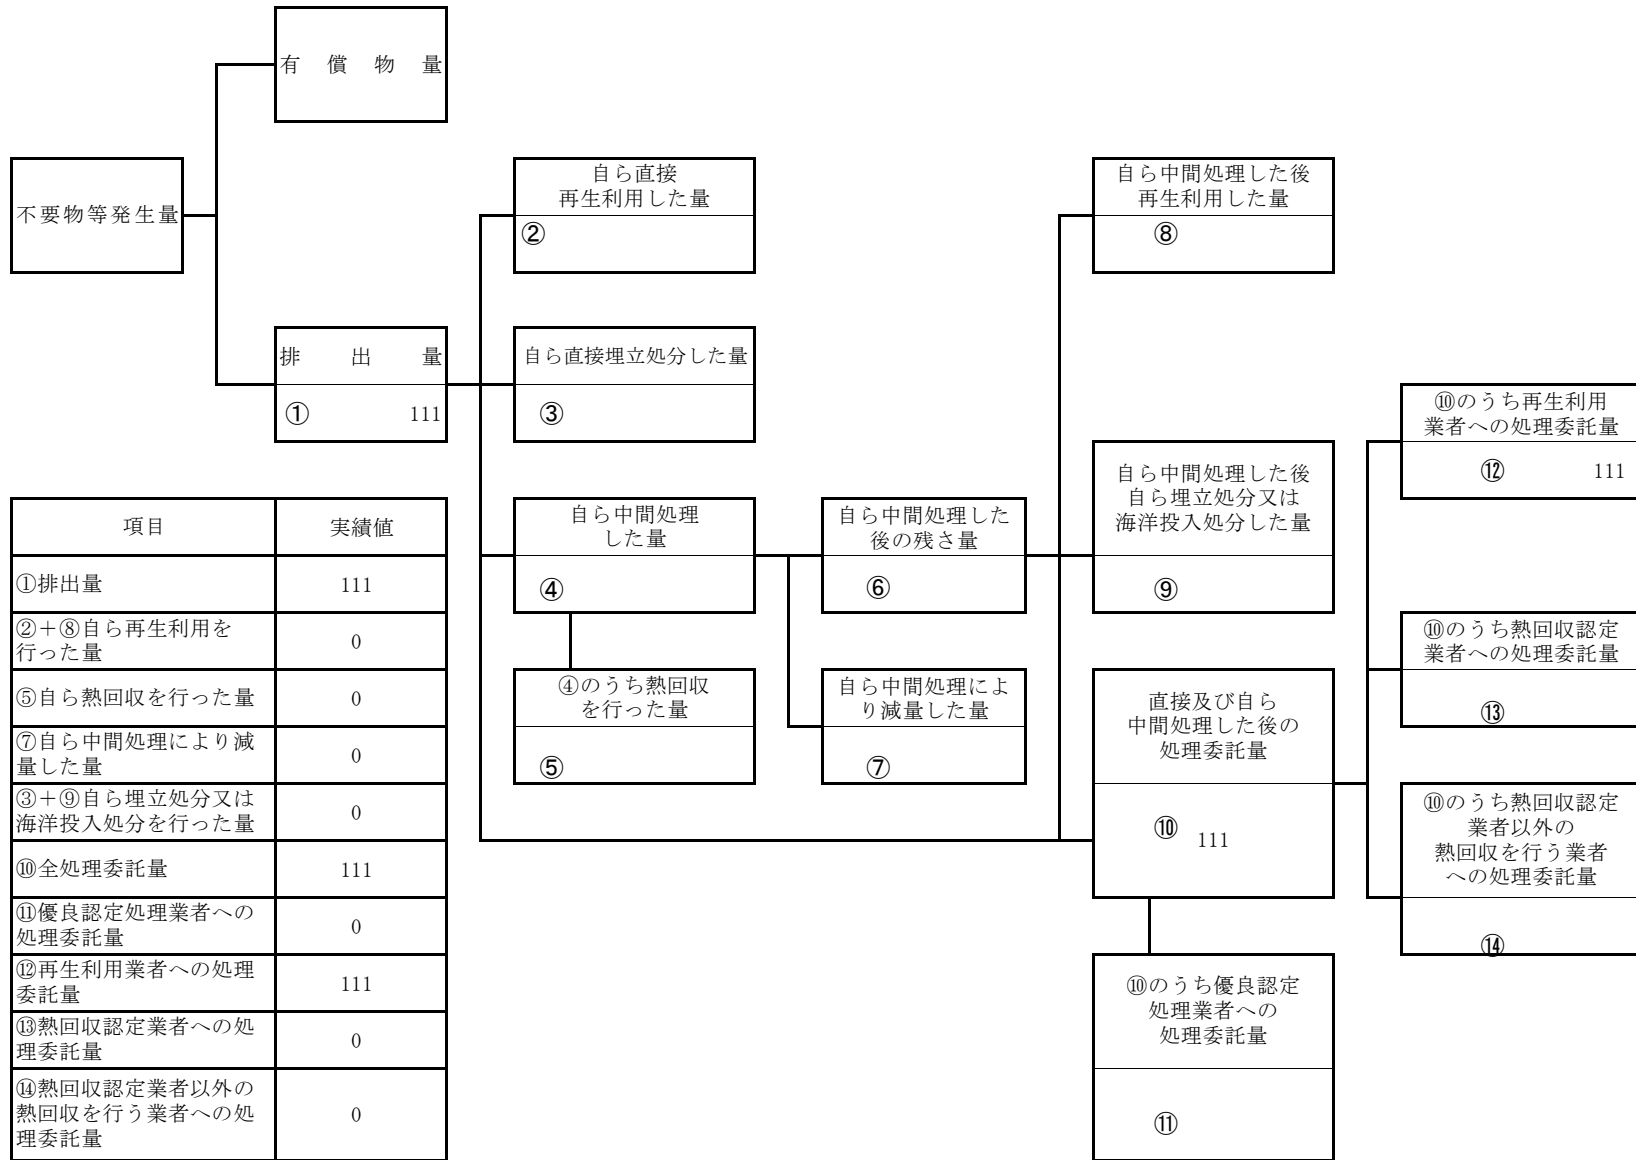 有償物量
不要物等発生量
自ら直接
再生利用した量
②
自ら中間処理した後
再生利用した量
⑧
排出量
① 111
自ら直接埋立処分した量
③
⑩のうち再生利用
業者への処理委託量
⑫ 111
自ら中間処理
した量
④
自ら中間処理した
後の残さ量
⑥
自ら中間処理した後
自ら埋立処分又は
海洋投入処分した量
⑨
④のうち熱回収
を行った量
⑤
自ら中間処理によ
り減量した量
⑦
直接及び自ら
中間処理した後の
処理委託量
⑩ 111
⑩のうち熱回収認定
業者への処理委託量
⑬
⑩のうち熱回収認定
業者以外の
熱回収を行う業者
への処理委託量
⑭
⑩のうち優良認定
処理業者への
処理委託量
⑪
項目 実績値
①排出量 111
②+⑧自ら再生利用を
行った量 0
⑤自ら熱回収を行った量 0
⑦自ら中間処理により減
量した量 0
③+⑨自ら埋立処分又は
海洋投入処分を行った量 0
⑩全処理委託量 111
⑪優良認定処理業者への
処理委託量 0
⑫再生利用業者への処理
委託量 111
⑬熱回収認定業者への処
理委託量 0
⑭熱回収認定業者以外の
熱回収を行う業者への処
理委託量 0